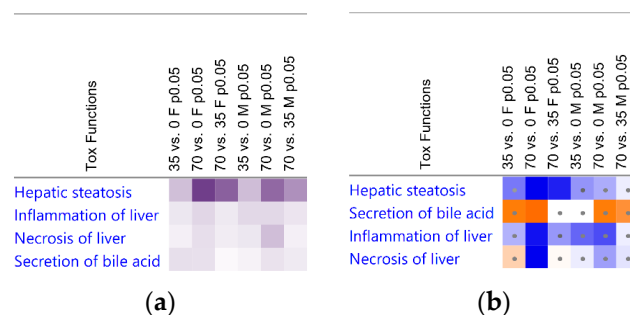 Tox Functions
35 vs. 0 F p0.05
70 vs. 0 F p0.05
70 vs. 35 F p0.05
35 vs. 0 M p0.05
70 vs. 0 M p0.05
70 vs. 35 M p0.05
Hepatic steatosis
Inflammation of liver
Necrosis of liver
Secretion of bile acid
(a)
Tox Functions
35 vs. 0 F p0.05
70 vs. 0 F p0.05
70 vs. 35 F p0.05
35 vs. 0 M p0.05
70 vs. 0 M p0.05
70 vs. 35 M p0.05
Hepatic steatosis
Secretion of bile acid
Inflammation of liver
Necrosis of liver
(b)